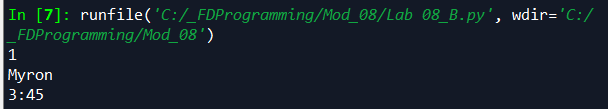 In [7]: runfile('C:/_FDProgramming/Mod_08/Lab 08_B.py', wdir='C:/
_FDProgramming/Mod_08')
1
Myron
3:45